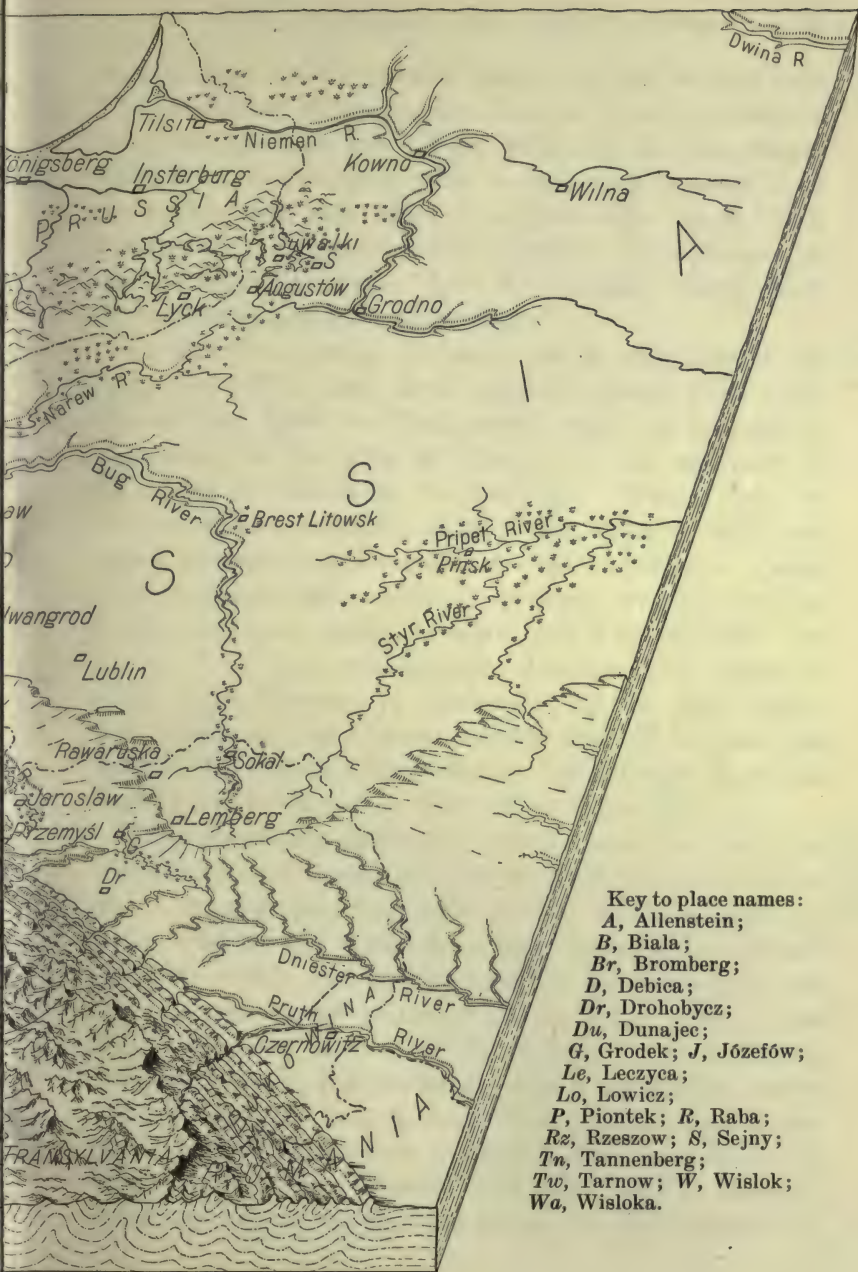 Dwina R
Tilsit
Niemen R.
Königsberg
Insterburg
Kowno
Wilna
P R U S S I A
A
Suwalki
S
Augustów
Lyck
Grodno
I
Narew R
S
Bug
River
Brest Litowsk
Pripet River
Pinsk
S
Styr River
Lublin
Rawaruska
Sokal
R
Jaroslaw
Lemberg
Przemyśl
G
Dr
Dniester River
Pruth River
WINA
Czernowitz
O
TRANSYLVANIA
R U M A NIA
Key to place names:
A, Allenstein;
B, Biala;
Br, Bromberg;
D, Debica;
Dr, Drohobycz;
Du, Dunajec;
G, Grodek; J, Józefów;
Le, Leczyca;
Lo, Lowicz;
P, Piontek; R, Raba;
Rz, Rzeszow; S, Sejny;
Tn, Tannenberg;
Tw, Tarnow; W, Wislok;
Wa, Wisloka.